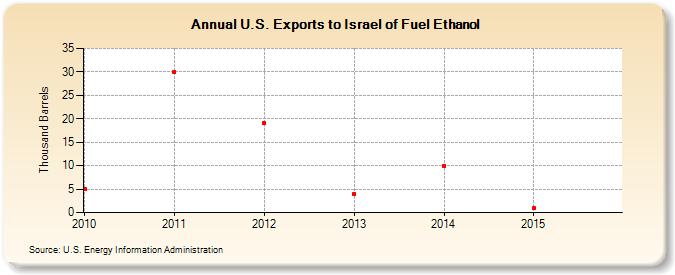 Annual U.S. Exports to Israel of Fuel Ethanol
Thousand Barrels
35
30
25
20
15
10
5
0
2010 2011 2012 2013 2014 2015
Source: U.S. Energy Information Administration